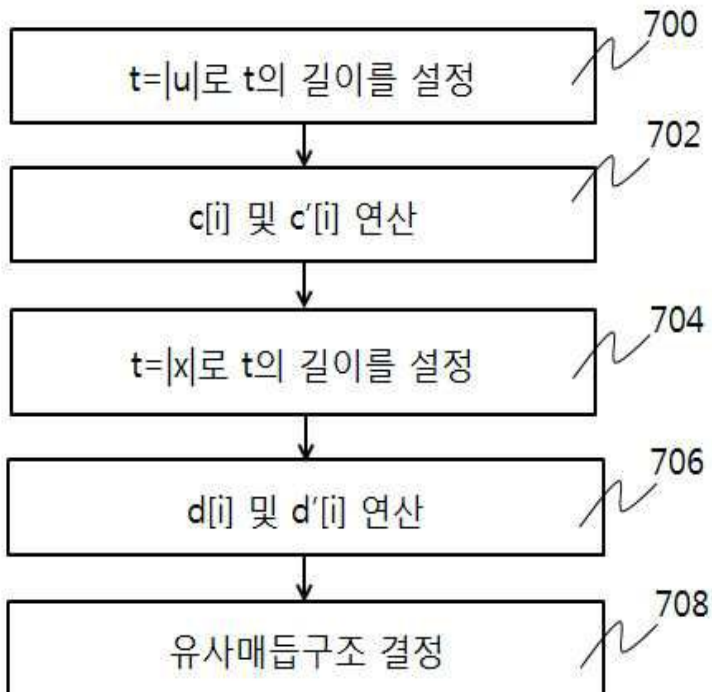 700
t=|u|로 t의 길이를 설정
702
c[i] 및 c'[i] 연산
704
t=|x|로 t의 길이를 설정
706
d[i] 및 d'[i] 연산
708
유사매듭구조 결정